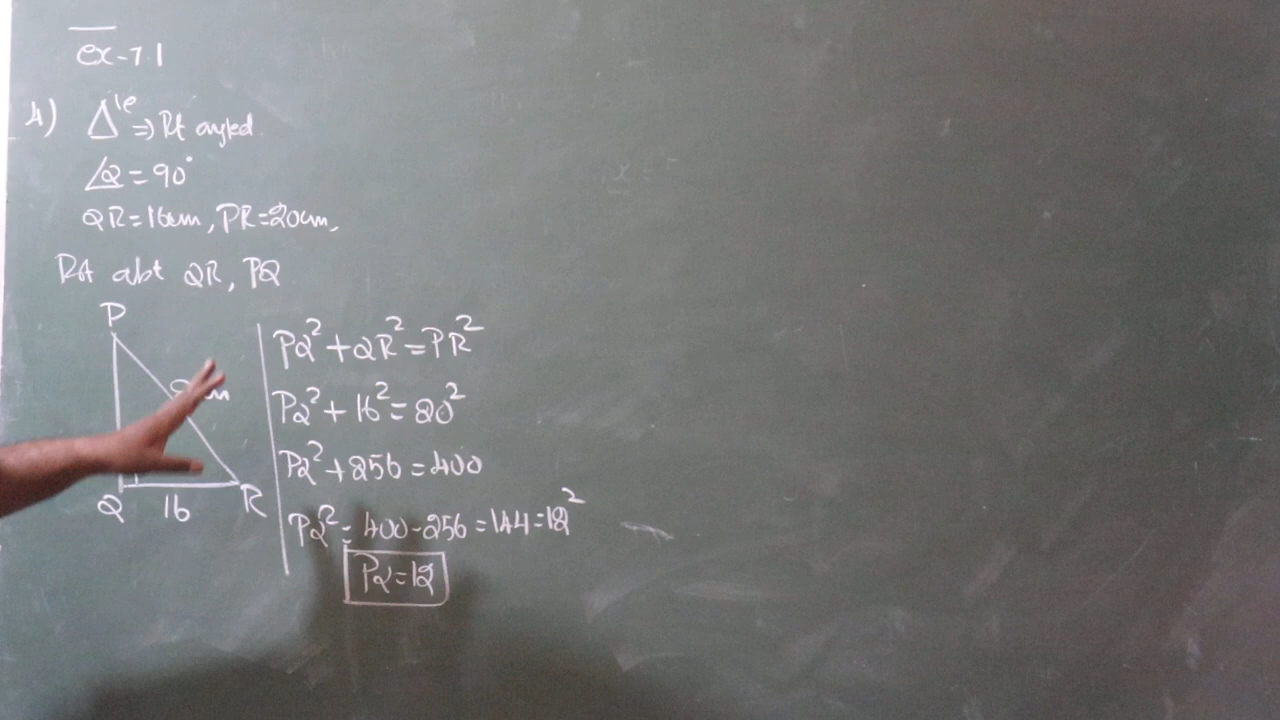 ex-7.1
4) Δle ⇒ Rt angled
∠Q = 90°
QR = 16cm, PR = 20cm,
Rt abt QR, PQ
P
Q 16 R
PQ² + QR² = PR²
PQ² + 16² = 20²
PQ² + 256 = 400
PQ² = 400 - 256 = 144 = 12²
PQ = 12